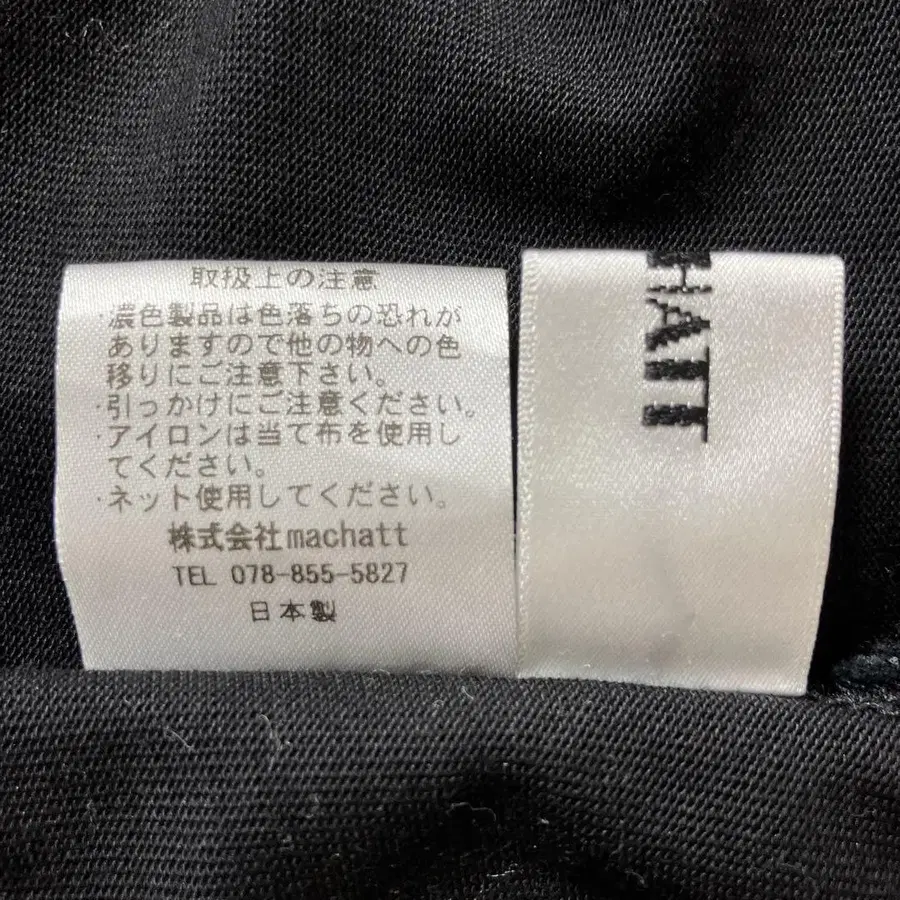 取扱上の注意
・濃色製品は色落ちの恐れが
ありますので他の物への色
移りにご注意下さい。
・引っかけにご注意ください。
・アイロンは当て布を使用し
てください。
・ネット使用してください。
株式会社machatt
TEL 078-855-5827
日本製
HATT